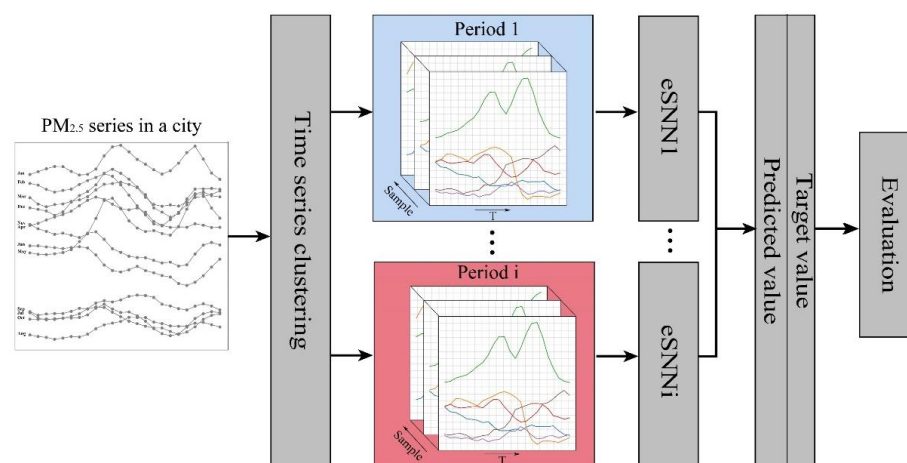 PM2.5 series in a city
Jan
Feb
Mar
Dec
Nov
Apr
Jun
May
Sep
Jul
Oct
Aug
Time series clustering
Period 1
Sample
T
Period i
Sample
T
eSNN1
eSNNi
Predicted value
Target value
Evaluation